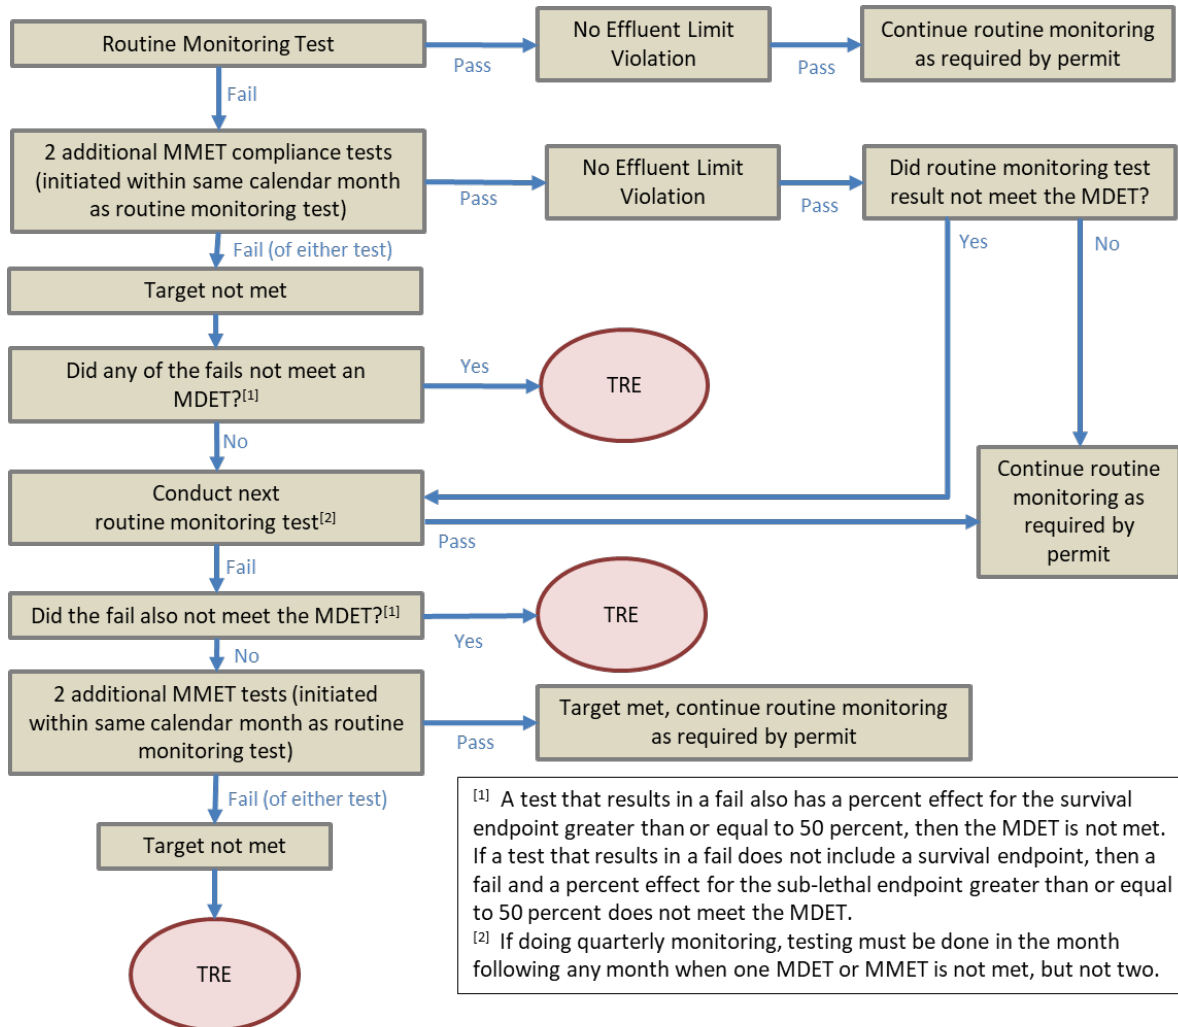 Routine Monitoring Test
Pass
No Effluent Limit
Violation
Pass
Continue routine monitoring
as required by permit
Fail
2 additional MMET compliance tests
(initiated within same calendar month
as routine monitoring test)
Pass
No Effluent Limit
Violation
Pass
Did routine monitoring test
result not meet the MDET?
Fail (of either test)
Yes
No
Target not met
Did any of the fails not meet an
MDET?[1]
Yes
TRE
No
Conduct next
routine monitoring test[2]
Pass
Continue routine
monitoring as
required by
permit
Fail
Did the fail also not meet the MDET?[1]
Yes
TRE
No
2 additional MMET tests (initiated
within same calendar month as routine
monitoring test)
Pass
Target met, continue routine monitoring
as required by permit
Fail (of either test)
Target not met
TRE
[1] A test that results in a fail also has a percent effect for the survival
endpoint greater than or equal to 50 percent, then the MDET is not met.
If a test that results in a fail does not include a survival endpoint, then a
fail and a percent effect for the sub-lethal endpoint greater than or equal
to 50 percent does not meet the MDET.
[2] If doing quarterly monitoring, testing must be done in the month
following any month when one MDET or MMET is not met, but not two.